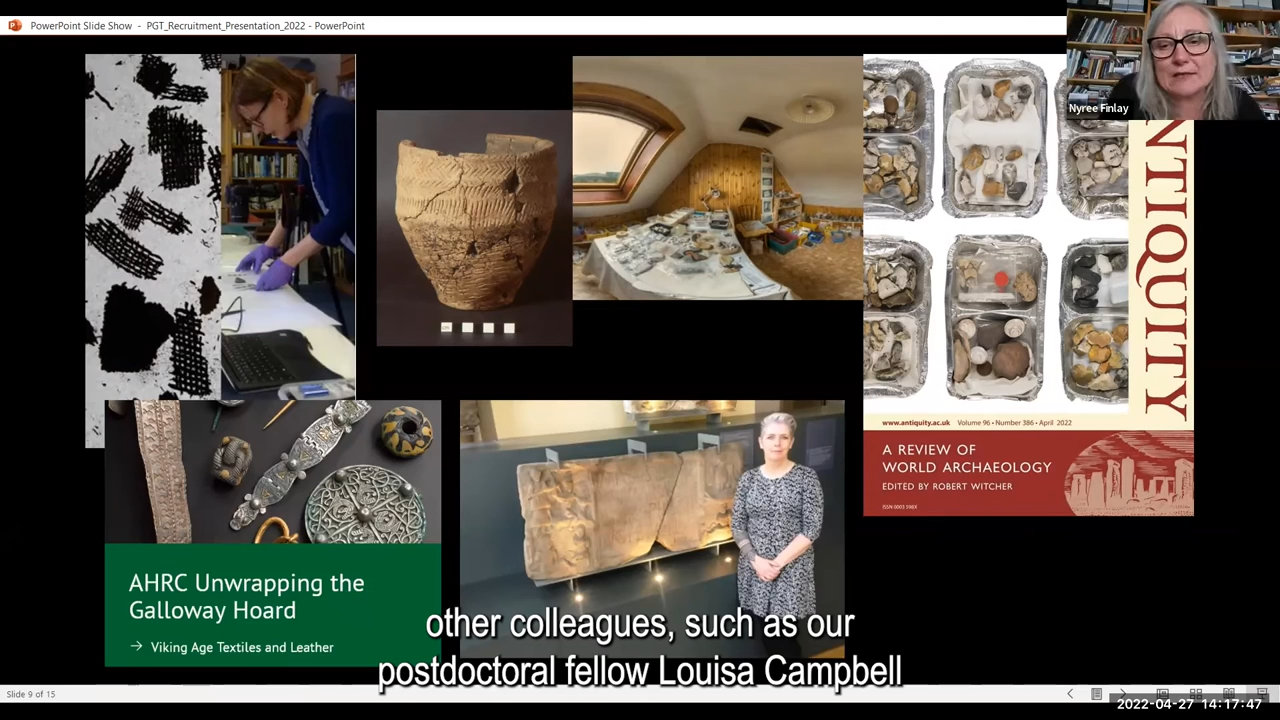 PowerPoint Slide Show - PGT_Recruitment_Presentation_2022 - PowerPoint
Nyree Finlay
NTIQUITY
www.antiquity.ac.uk Volume 96 • Number 386 • April 2022
A REVIEW OF
WORLD ARCHAEOLOGY
EDITED BY ROBERT WITCHER
ISSN 0003 598X
AHRC Unwrapping the
Galloway Hoard
→ Viking Age Textiles and Leather
other colleagues, such as our
postdoctoral fellow Louisa Campbell
Slide 9 of 15
2022-04-27 14:17:47